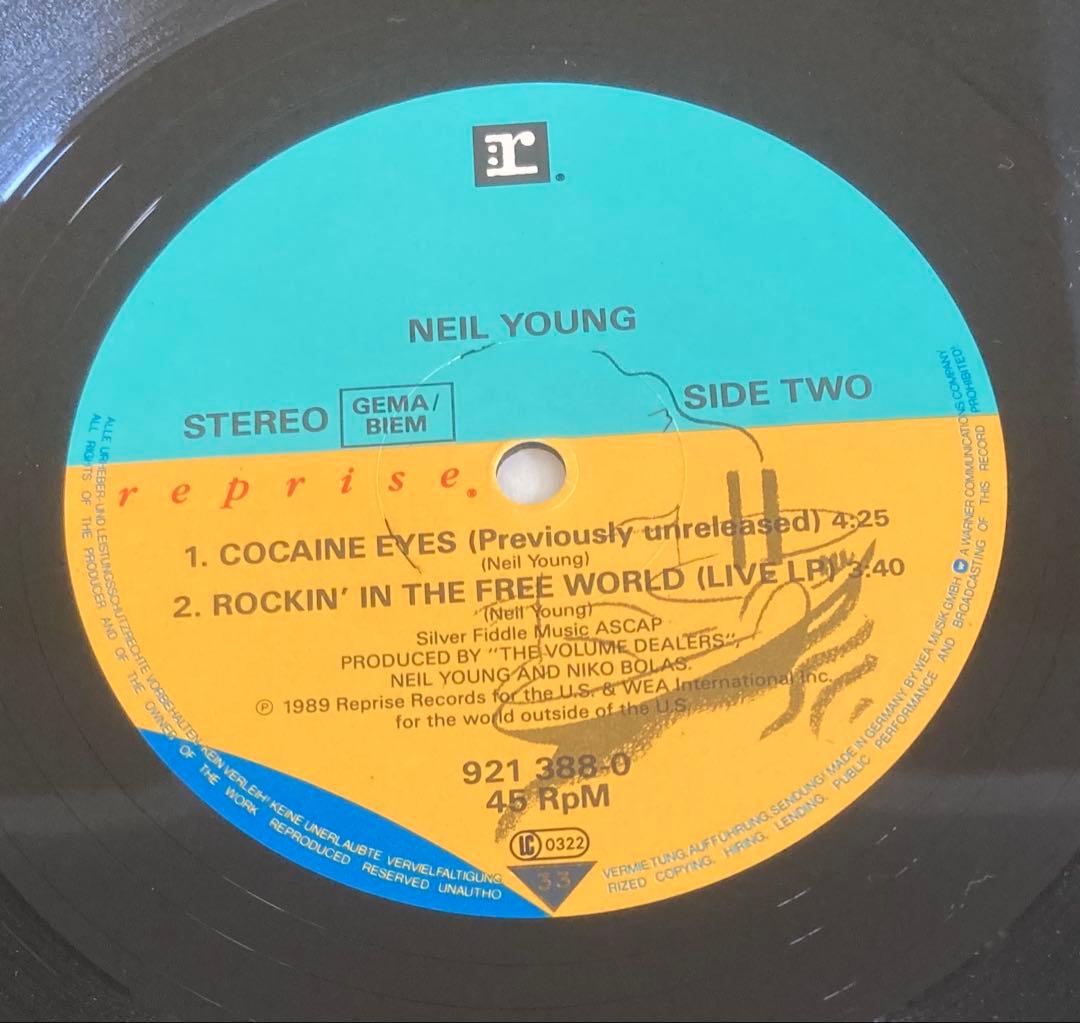 r
NEIL YOUNG
STEREO
GEMA/
BIEM
SIDE TWO
reprise
1. COCAINE EYES (Previously unreleased) 4:25
(Neil Young)
2. ROCKIN' IN THE FREE WORLD (LIVE LP) 3:40
(Neil Young)
Silver Fiddle Music ASCAP
PRODUCED BY "THE VOLUME DEALERS",
NEIL YOUNG AND NIKO BOLAS.
℗ 1989 Reprise Records for the U.S. & WEA International Inc.
for the world outside of the U.S.
921 388-0
45 RpM
LC 0322
33
ALLE URHEBER- UND LEISTUNGSSCHUTZRECHTE VORBEHALTEN. KEIN VERLEIH! KEINE UNERLAUBTE VERVIELFÄLTIGUNG,
VERMIETUNG, AUFFÜHRUNG, SENDUNG! MADE IN GERMANY BY WEA MUSIK GMBH A WARNER COMMUNICATIONS COMPANY
ALL RIGHTS OF THE PRODUCER AND OF THE OWNER OF THE WORK REPRODUCED RESERVED UNAUTHO
RIZED COPYING, HIRING, LENDING, PUBLIC PERFORMANCE AND BROADCASTING OF THIS RECORD PROHIBITED!